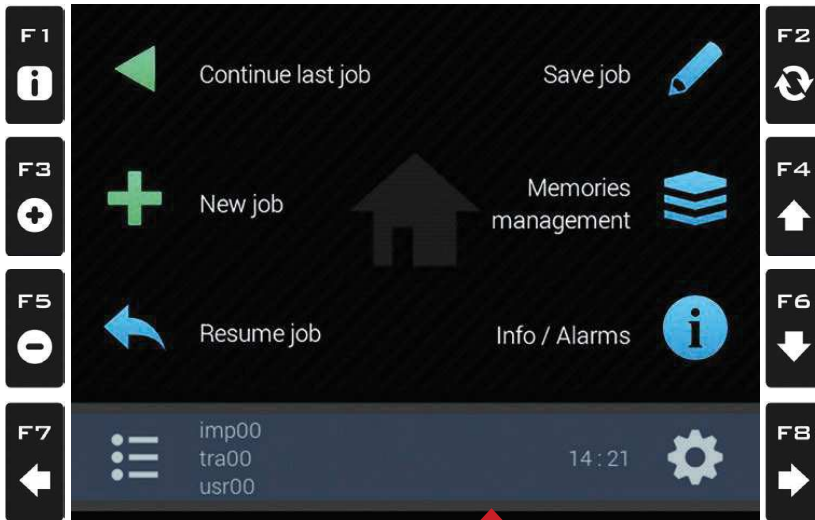 F1
Continue last job
Save job
F2
F3
New job
Memories
management
F4
F5
Resume job
Info / Alarms
F6
F7
imp00
tra00
usr00
14 : 21
F8